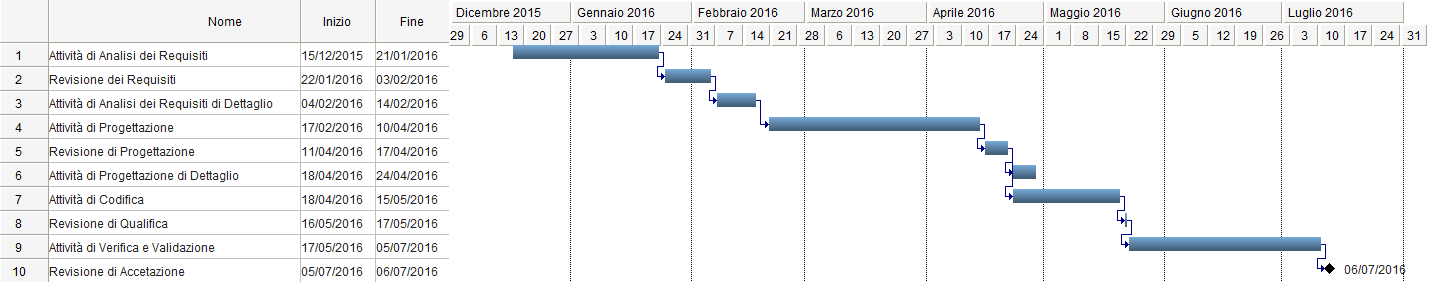 Nome Inizio Fine Dicembre 2015 Gennaio 2016 Febbraio 2016 Marzo 2016 Aprile 2016 Maggio 2016 Giugno 2016 Luglio 2016
29 6 13 20 27 3 10 17 24 31 7 14 21 28 6 13 20 27 3 10 17 24 1 8 15 22 29 5 12 19 26 3 10 17 24 31
1 Attività di Analisi dei Requisiti 15/12/2015 21/01/2016
2 Revisione dei Requisiti 22/01/2016 03/02/2016
3 Attività di Analisi dei Requisiti di Dettaglio 04/02/2016 14/02/2016
4 Attività di Progettazione 17/02/2016 10/04/2016
5 Revisione di Progettazione 11/04/2016 17/04/2016
6 Attività di Progettazione di Dettaglio 18/04/2016 24/04/2016
7 Attività di Codifica 18/04/2016 15/05/2016
8 Revisione di Qualifica 16/05/2016 17/05/2016
9 Attività di Verifica e Validazione 17/05/2016 05/07/2016
10 Revisione di Accetazione 05/07/2016 06/07/2016 06/07/2016